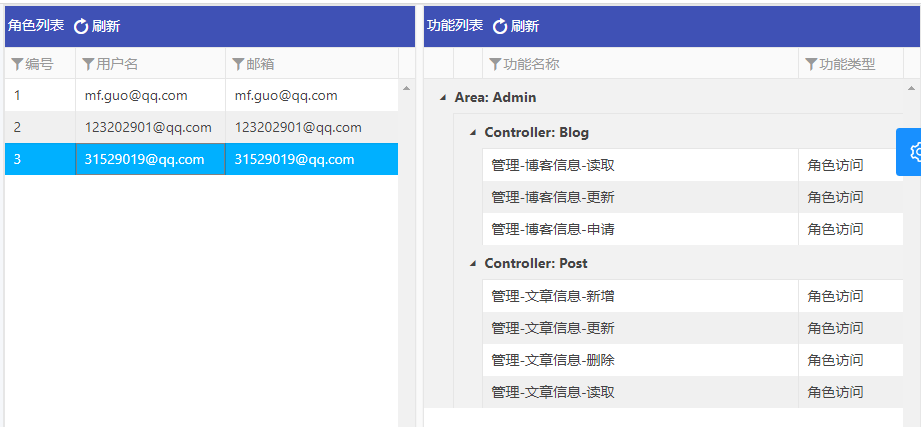 角色列表 刷新
编号 用户名 邮箱
1 mf.guo@qq.com mf.guo@qq.com
2 123202901@qq.com 123202901@qq.com
3 31529019@qq.com 31529019@qq.com
功能列表 刷新
功能名称 功能类型
Area: Admin
Controller: Blog
管理-博客信息-读取 角色访问
管理-博客信息-更新 角色访问
管理-博客信息-申请 角色访问
Controller: Post
管理-文章信息-新增 角色访问
管理-文章信息-更新 角色访问
管理-文章信息-删除 角色访问
管理-文章信息-读取 角色访问